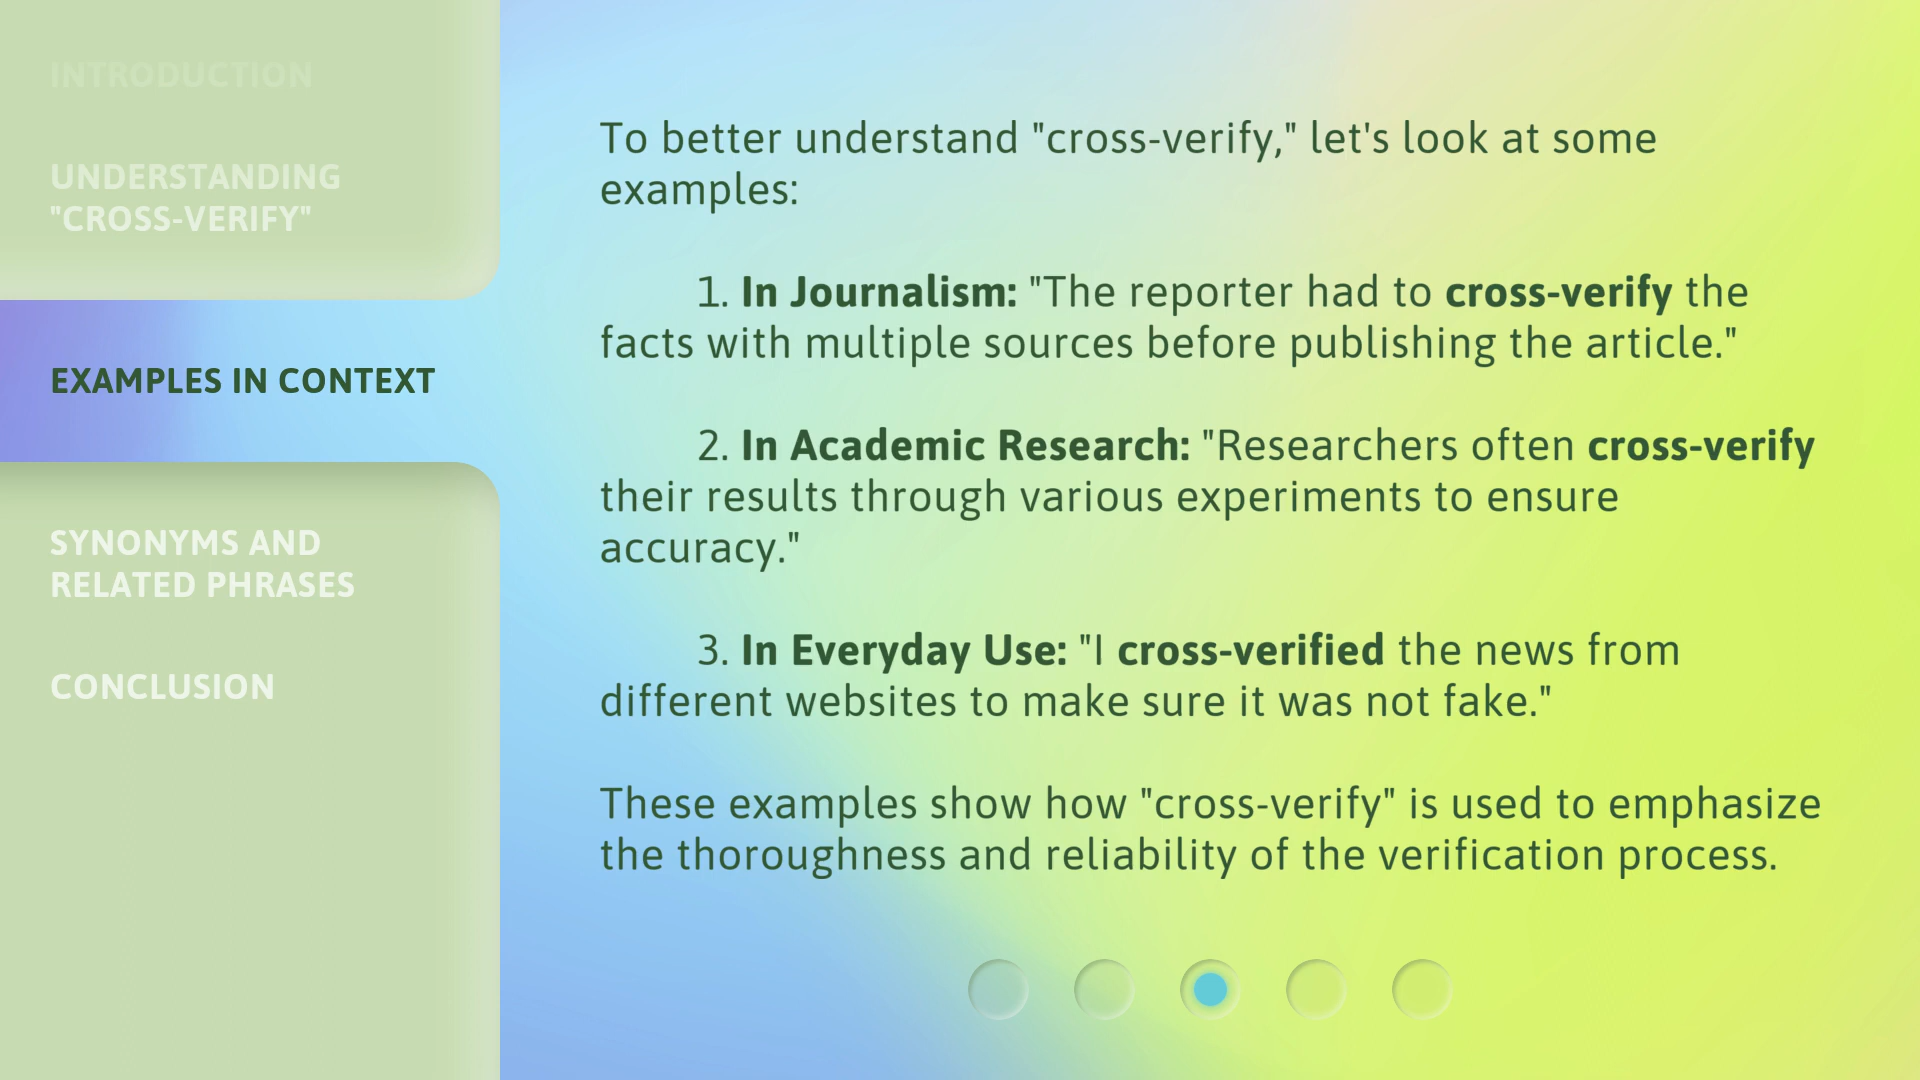 INTRODUCTION
UNDERSTANDING
"CROSS-VERIFY"
EXAMPLES IN CONTEXT
SYNONYMS AND
RELATED PHRASES
CONCLUSION
To better understand "cross-verify," let's look at some
examples:
1. In Journalism: "The reporter had to cross-verify the
facts with multiple sources before publishing the article."
2. In Academic Research: "Researchers often cross-verify
their results through various experiments to ensure
accuracy."
3. In Everyday Use: "I cross-verified the news from
different websites to make sure it was not fake."
These examples show how "cross-verify" is used to emphasize
the thoroughness and reliability of the verification process.